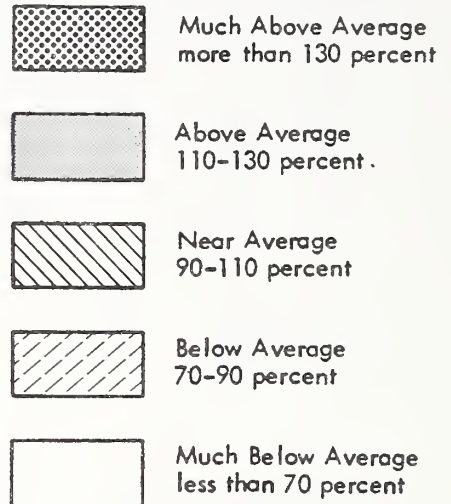 Much Above Average
more than 130 percent
Above Average
110-130 percent.
Near Average
90-110 percent
Below Average
70-90 percent
Much Below Average
less than 70 percent